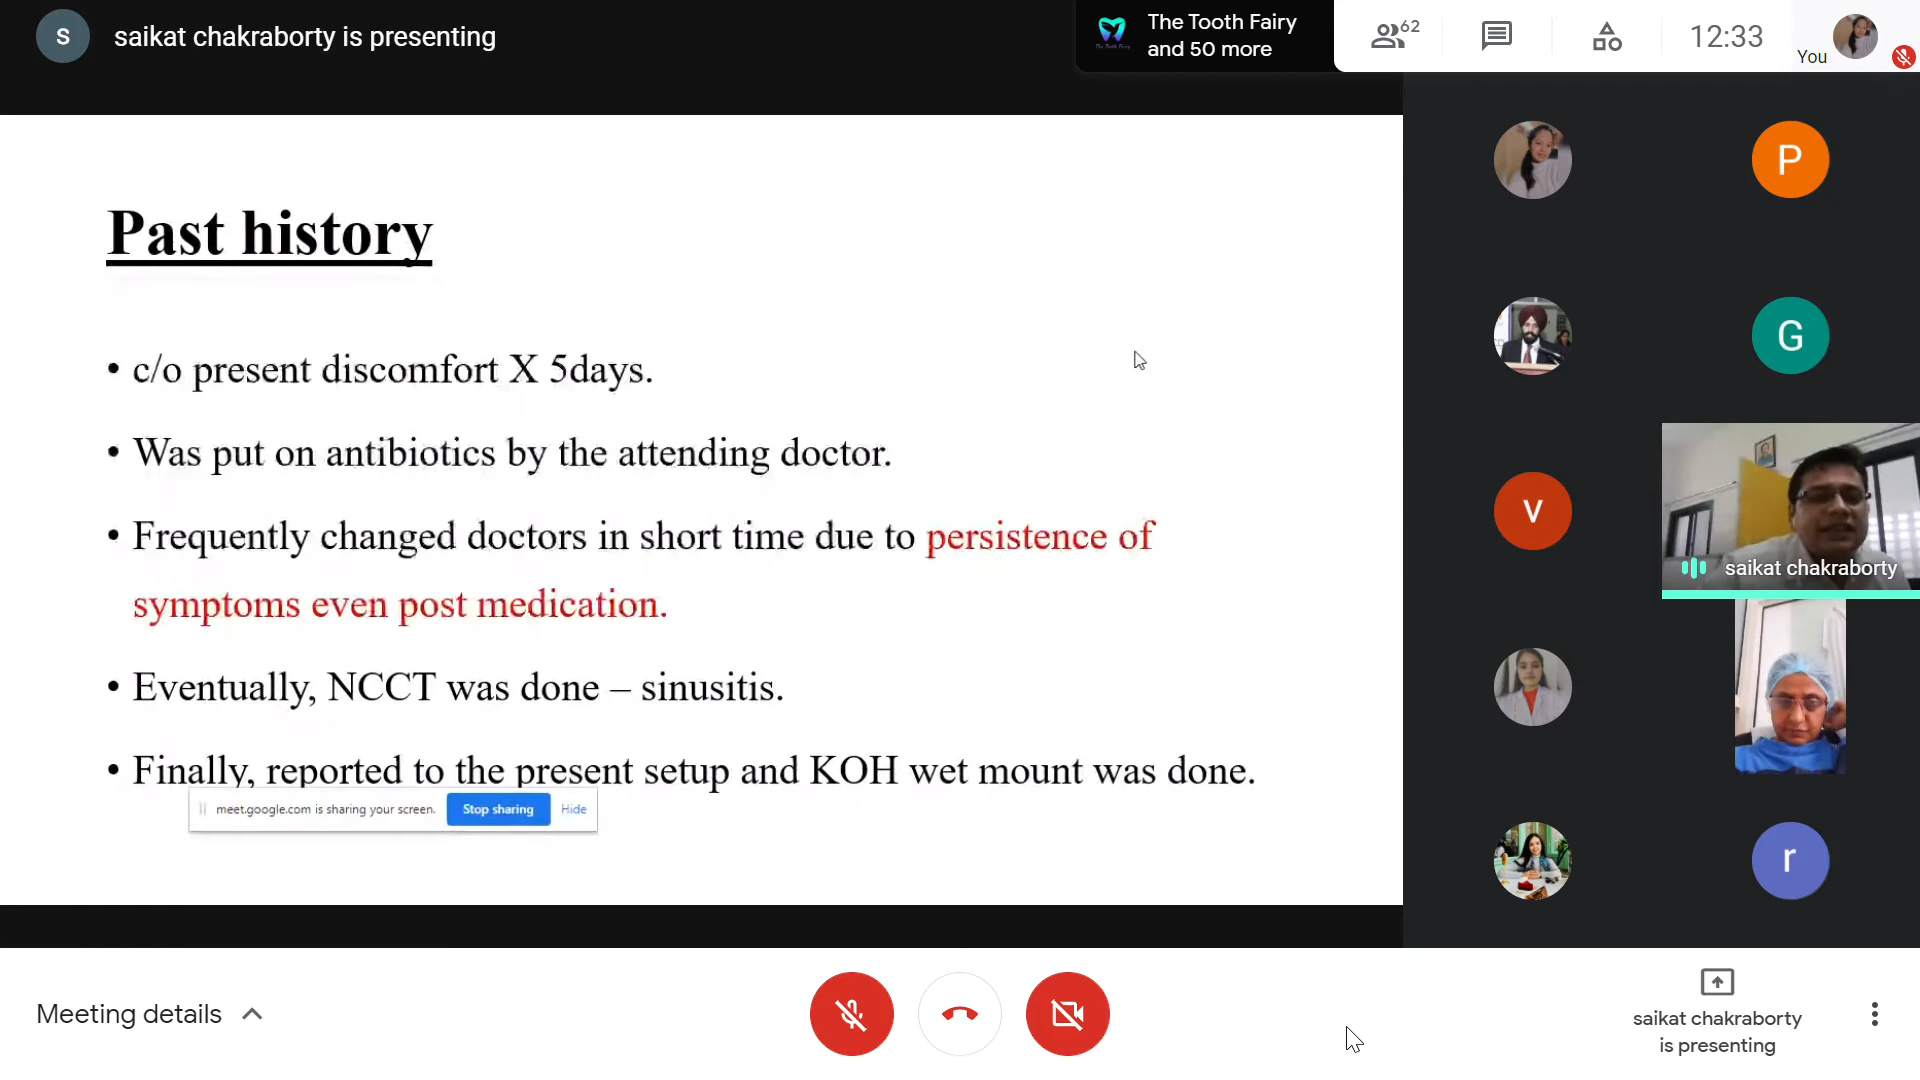 S
saikat chakraborty is presenting
The Tooth Fairy
and 50 more
62
12:33
You
Past history
• c/o present discomfort X 5days.
• Was put on antibiotics by the attending doctor.
• Frequently changed doctors in short time due to persistence of
symptoms even post medication.
• Eventually, NCCT was done – sinusitis.
• Finally, reported to the present setup and KOH wet mount was done.
meet.google.com is sharing your screen. Stop sharing Hide
P
G
V
saikat chakraborty
r
Meeting details
saikat chakraborty
is presenting